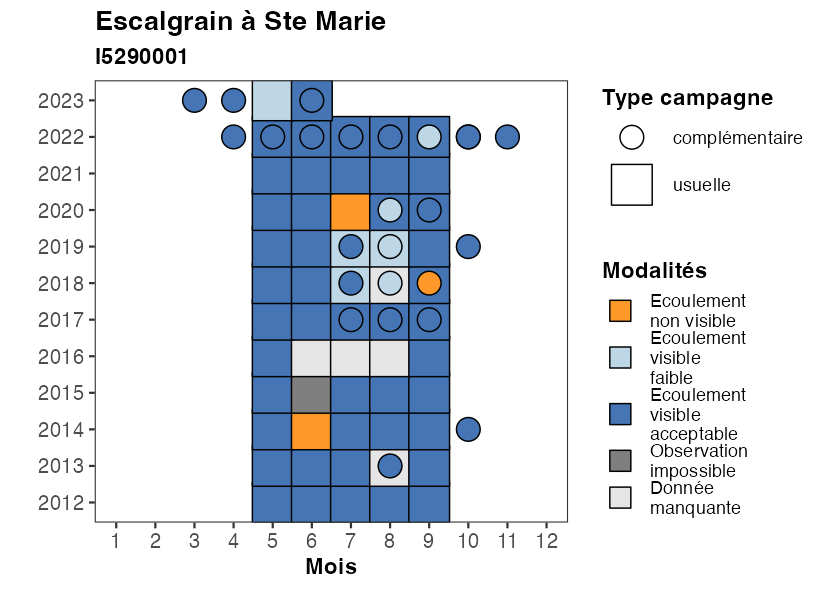 Escalgrain à Ste Marie
I5290001
2023
2022
2021
2020
2019
2018
2017
2016
2015
2014
2013
2012
1 2 3 4 5 6 7 8 9 10 11 12
Mois
Type campagne
complémentaire
usuelle
Modalités
Ecoulement
non visible
Ecoulement
visible
faible
Ecoulement
visible
acceptable
Observation
impossible
Donnée
manquante